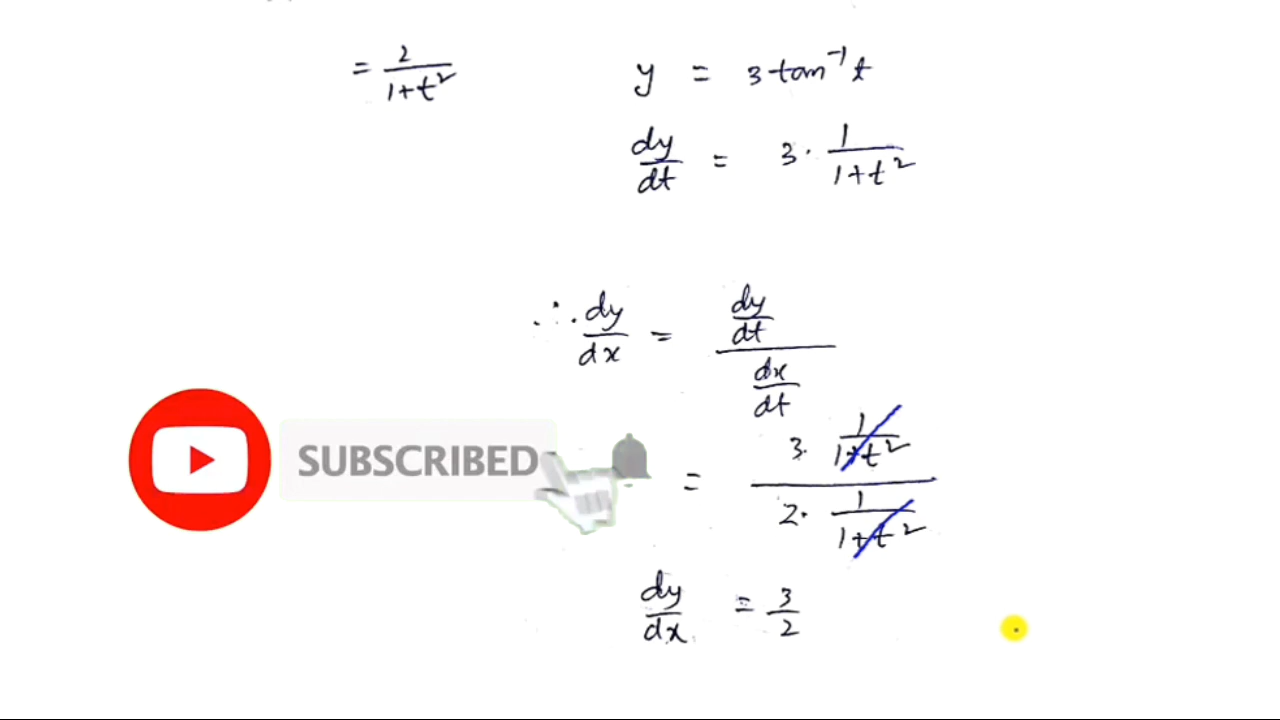 = 2/(1+t²)
y = 3 tan⁻¹ t
dy/dt = 3 · 1/(1+t²)
∴ dy/dx = (dy/dt)/(dx/dt)
SUBSCRIBED
= (3 · 1/(1+t²))/(2 · 1/(1+t²))
dy/dx = 3/2